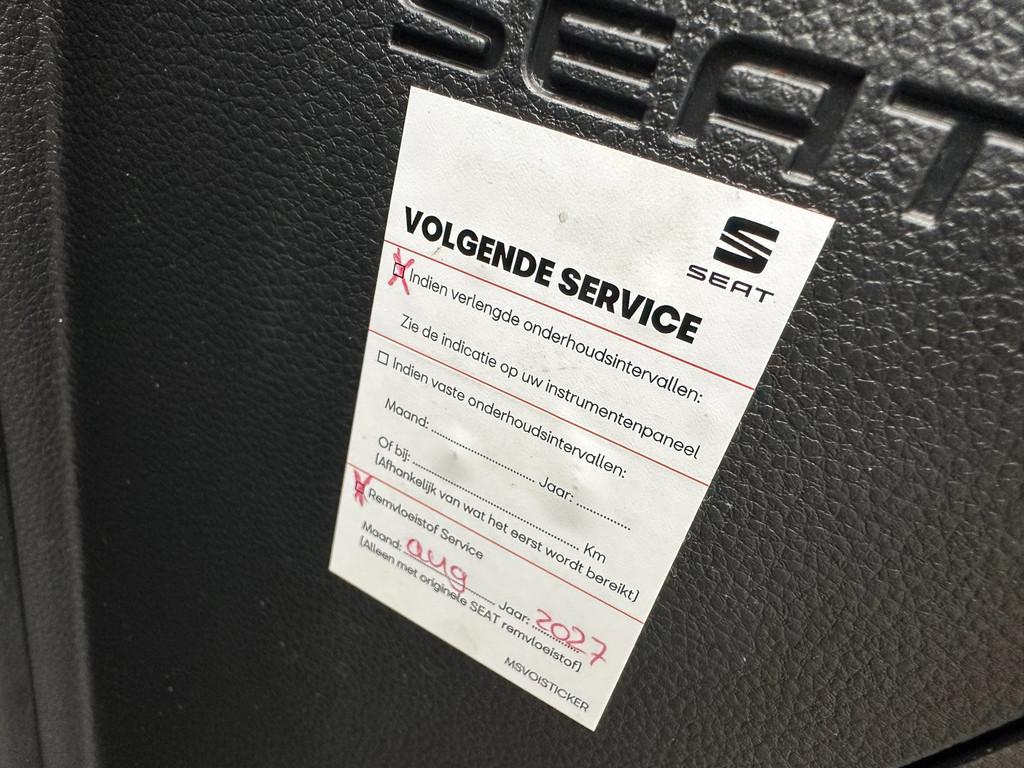 SEAT
SEAT
VOLGENDE SERVICE
Indien verlengde onderhoudsintervallen:
Zie de indicatie op uw instrumentenpaneel
Indien vaste onderhoudsintervallen:
Maand: .................... Jaar: ...........
Of bij: .................................. Km
(Afhankelijk van wat het eerst wordt bereikt)
Remvloeistof Service
Maand: aug Jaar: 2027
(Alleen met originele SEAT remvloeistof)
MSVOISTICKER